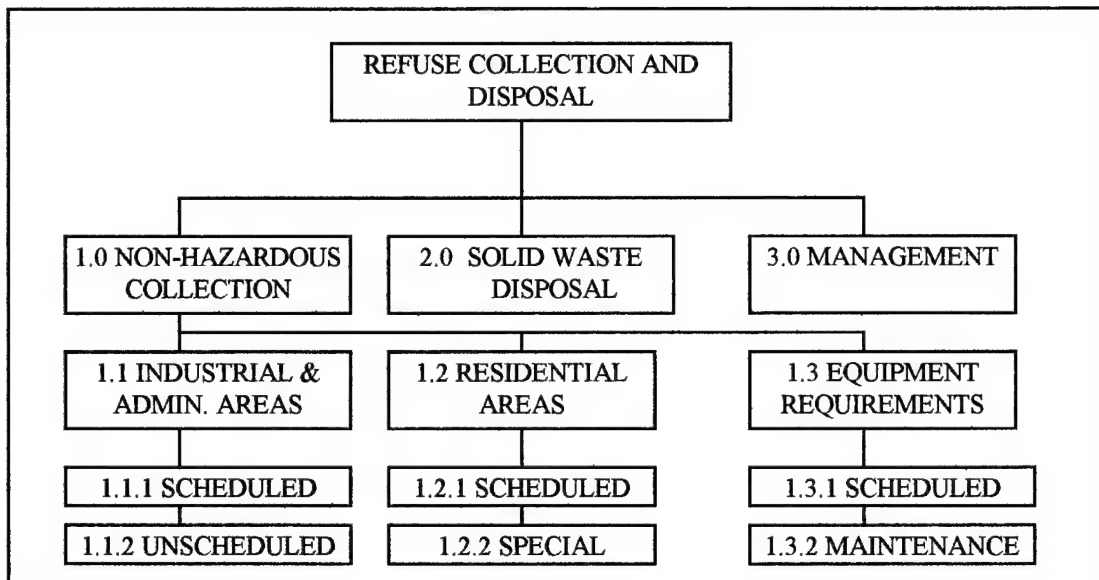 REFUSE COLLECTION AND
DISPOSAL
1.0 NON-HAZARDOUS
COLLECTION
2.0 SOLID WASTE
DISPOSAL
3.0 MANAGEMENT
1.1 INDUSTRIAL &
ADMIN. AREAS
1.2 RESIDENTIAL
AREAS
1.3 EQUIPMENT
REQUIREMENTS
1.1.1 SCHEDULED
1.2.1 SCHEDULED
1.3.1 SCHEDULED
1.1.2 UNSCHEDULED
1.2.2 SPECIAL
1.3.2 MAINTENANCE